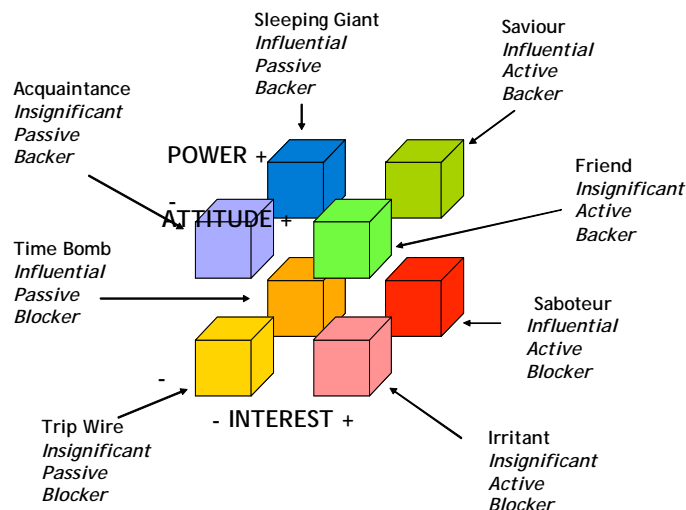 Sleeping Giant
Influential
Passive
Backer
Saviour
Influential
Active
Backer
Acquaintance
Insignificant
Passive
Backer
POWER +
-
ATTITUDE +
Friend
Insignificant
Active
Backer
Time Bomb
Influential
Passive
Blocker
Saboteur
Influential
Active
Blocker
-
- INTEREST +
Trip Wire
Insignificant
Passive
Blocker
Irritant
Insignificant
Active
Blocker